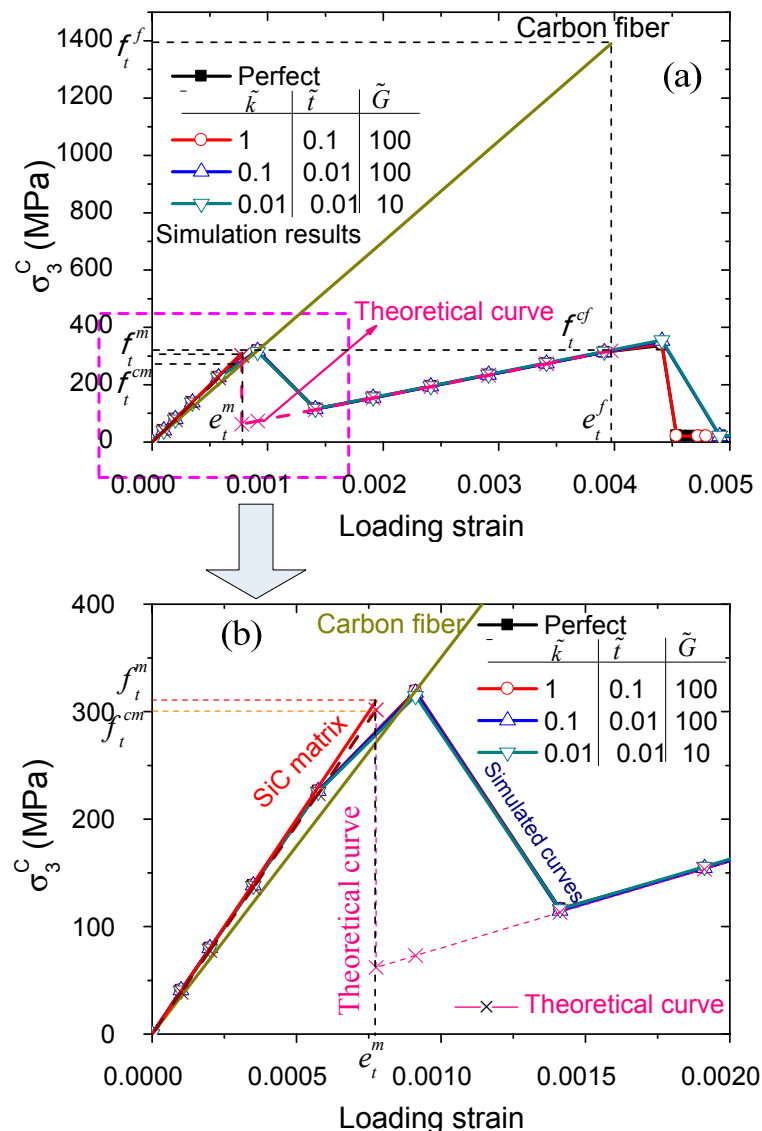 1400
f_t^f
Carbon fiber
(a)
Perfect
1200
k̃ t̃ G̃
1 0.1 100
1000
0.1 0.01 100
800
0.01 0.01 10
Simulation results
600
σ_3^C (MPa)
Theoretical curve
400
f_t^m
f_t^{cf}
200
f_t^{cm}
e_t^m
e_t^f
0
0.000 0.001 0.002 0.003 0.004 0.005
Loading strain
400
(b)
Carbon fiber
Perfect
k̃ t̃ G̃
1 0.1 100
0.1 0.01 100
0.01 0.01 10
f_t^m
300
f_t^{cm}
SiC matrix
σ_3^C (MPa)
200
Simulated curves
Theoretical curve
100
Theoretical curve
0
e_t^m
0.0000 0.0005 0.0010 0.0015 0.0020
Loading strain